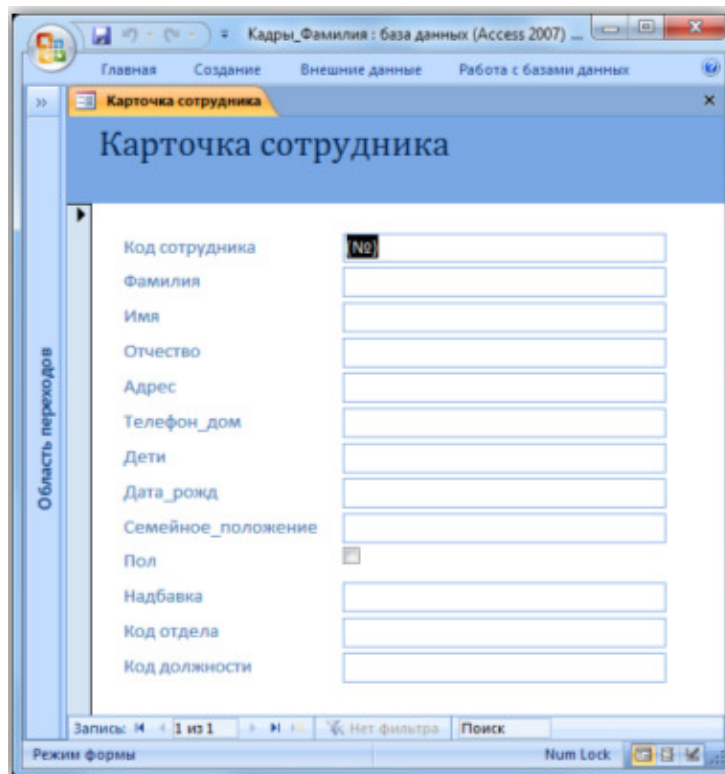 Кадры_Фамилия : база данных (Access 2007) ...
Главная Создание Внешние данные Работа с базами данных
Карточка сотрудника
Карточка сотрудника
Код сотрудника (№)
Фамилия
Имя
Отчество
Адрес
Телефон_дом
Дети
Дата_рожд
Семейное_положение
Пол
Надбавка
Код отдела
Код должности
Область переходов
Запись: 1 из 1 Нет фильтра Поиск
Режим формы Num Lock